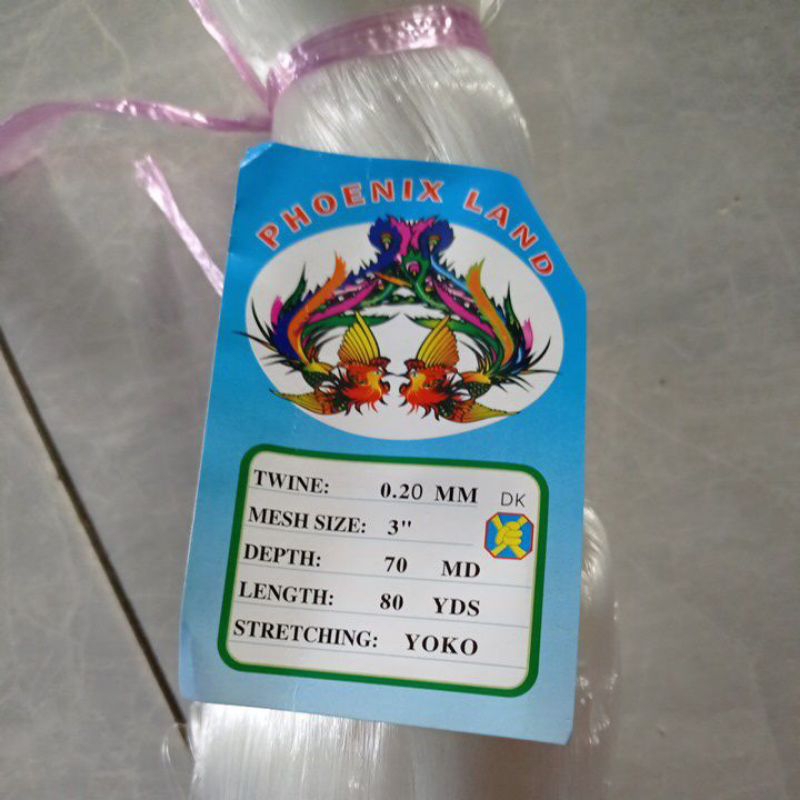 PHOENIX LAND
TWINE: 0.20 MM DK
MESH SIZE: 3"
DEPTH: 70 MD
LENGTH: 80 YDS
STRETCHING: YOKO